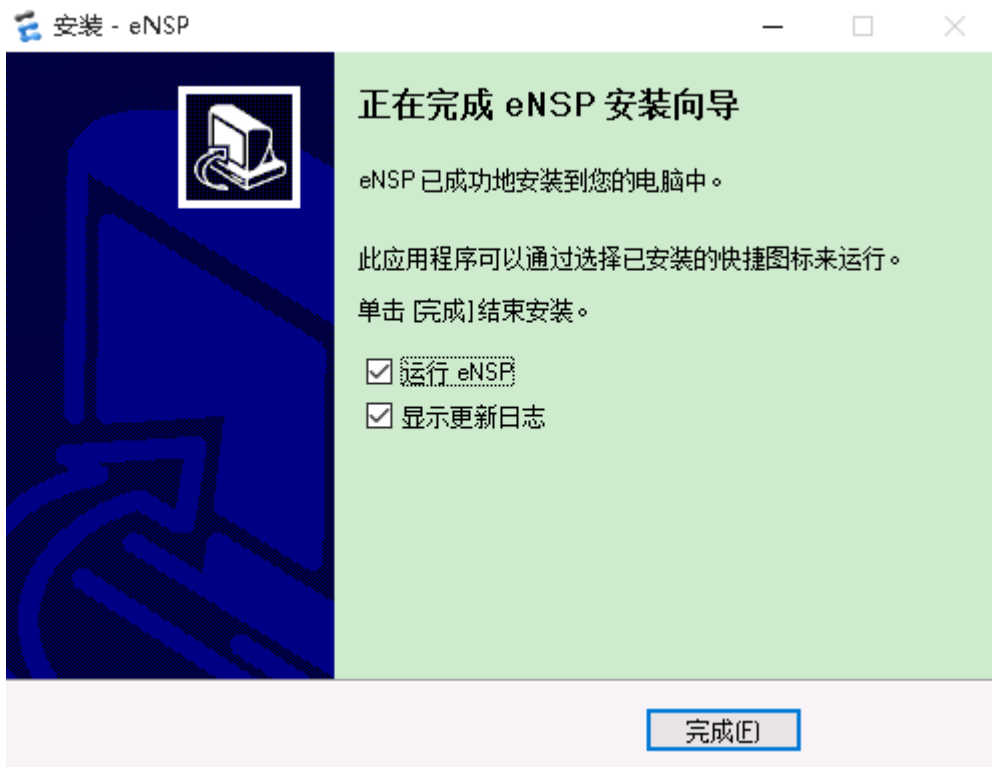 安装 - eNSP
正在完成 eNSP 安装向导
eNSP 已成功地安装到您的电脑中。
此应用程序可以通过选择已安装的快捷图标来运行。
单击 [完成] 结束安装。
运行 eNSP
显示更新日志
完成(F)